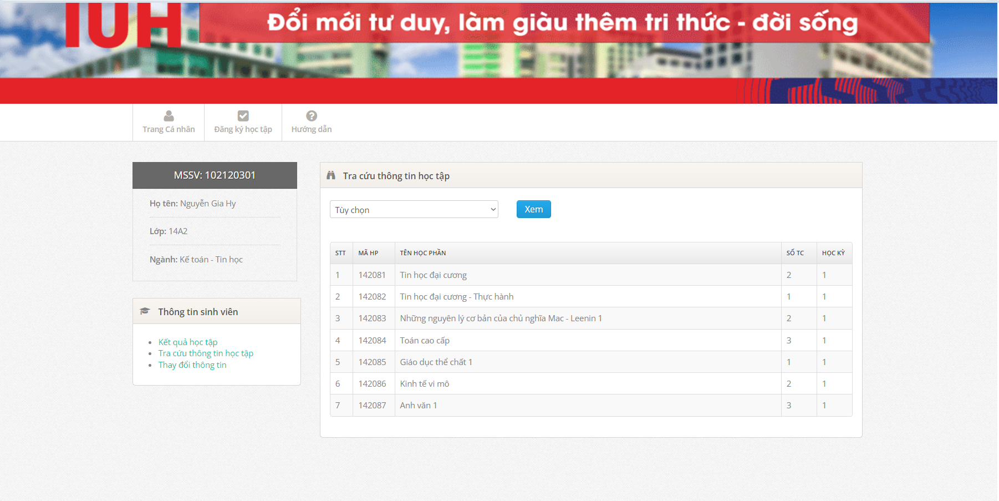 IUH
Đổi mới tư duy, làm giàu thêm tri thức - đời sống
Trang Cá nhân
Đăng ký học tập
Hướng dẫn
MSSV: 102120301
Họ tên: Nguyễn Gia Hy
Lớp: 14A2
Ngành: Kế toán - Tin học
Thông tin sinh viên
Kết quả học tập
Tra cứu thông tin học tập
Thay đổi thông tin
Tra cứu thông tin học tập
Tùy chọn Xem
STT MÃ HP TÊN HỌC PHẦN SỐ TC HỌC KỲ
1 142081 Tin học đại cương 2 1
2 142082 Tin học đại cương - Thực hành 1 1
3 142083 Những nguyên lý cơ bản của chủ nghĩa Mac - Leenin 1 2 1
4 142084 Toán cao cấp 3 1
5 142085 Giáo dục thể chất 1 1 1
6 142086 Kinh tế vi mô 2 1
7 142087 Anh văn 1 3 1